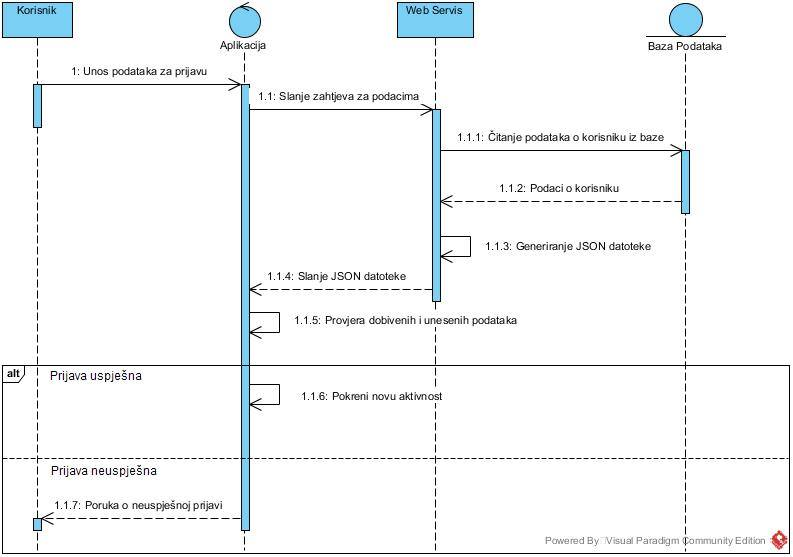 Korisnik
Aplikacija
Web Servis
Baza Podataka
1: Unos podataka za prijavu
1.1: Slanje zahtjeva za podacima
1.1.1: Čitanje podataka o korisniku iz baze
1.1.2: Podaci o korisniku
1.1.3: Generiranje JSON datoteke
1.1.4: Slanje JSON datoteke
1.1.5: Provjera dobivenih i unesenih podataka
alt
Prijava uspješna
1.1.6: Pokreni novu aktivnost
Prijava neuspješna
1.1.7: Poruka o neuspješnoj prijavi
Powered By Visual Paradigm Community Edition